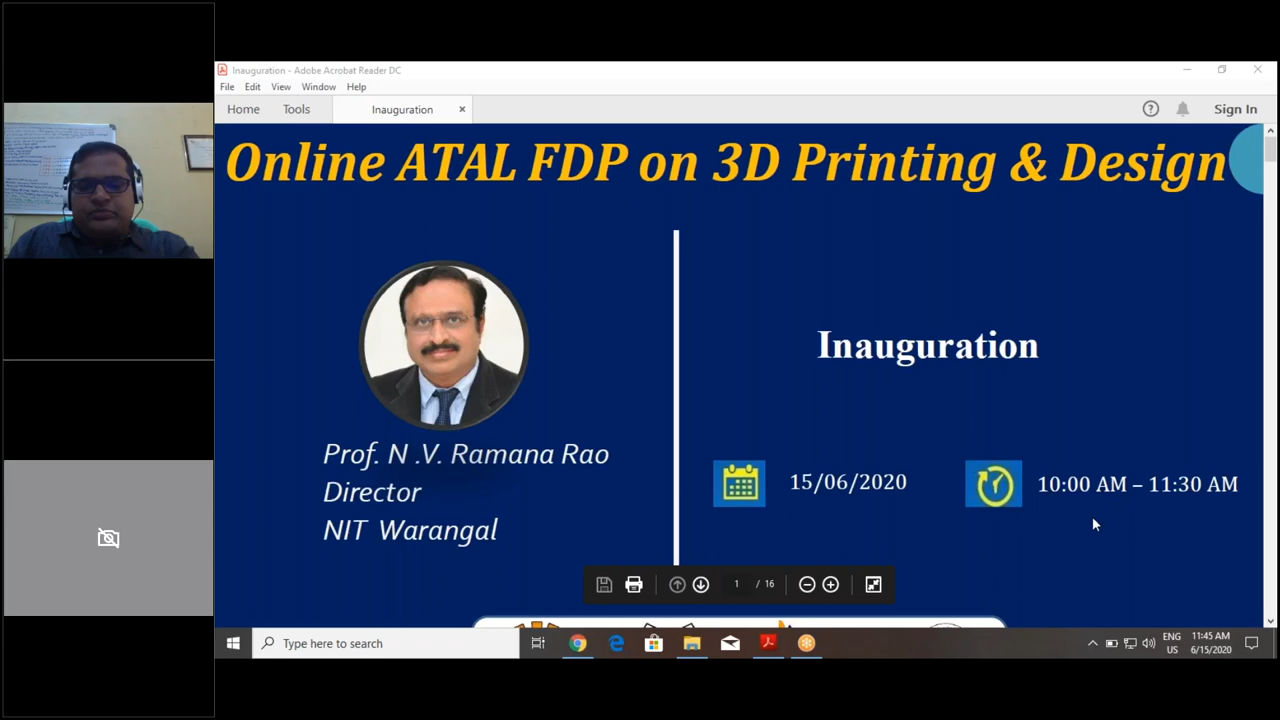 Inauguration - Adobe Acrobat Reader DC
File Edit View Window Help
Home Tools Inauguration × Sign In
Online ATAL FDP on 3D Printing & Design
Inauguration
Prof. N .V. Ramana Rao
Director
NIT Warangal
15/06/2020 10:00 AM – 11:30 AM
1 / 16
Type here to search
ENG
US
11:45 AM
6/15/2020